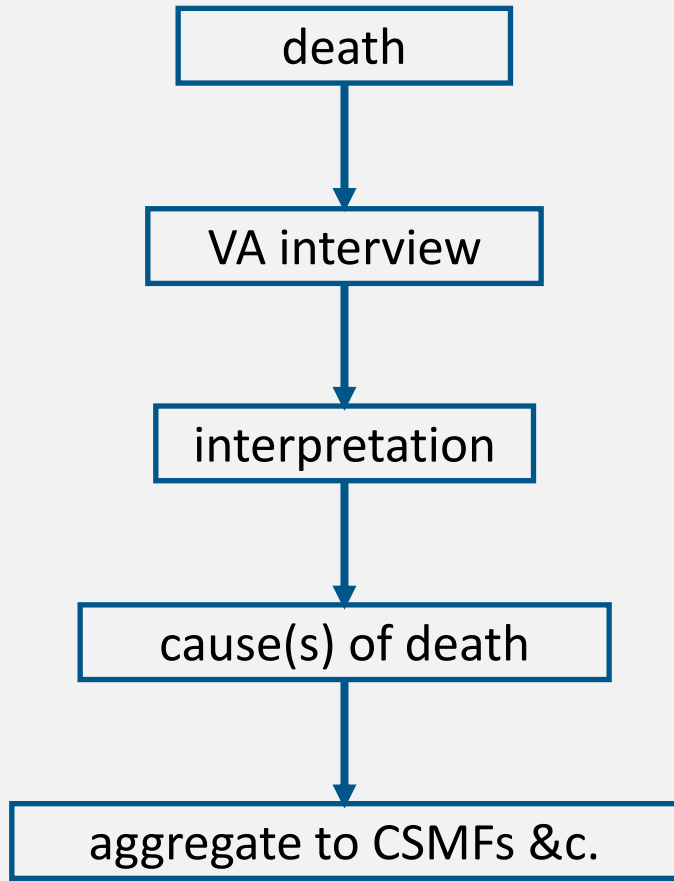 death
VA interview
interpretation
cause(s) of death
aggregate to CSMFs &c.